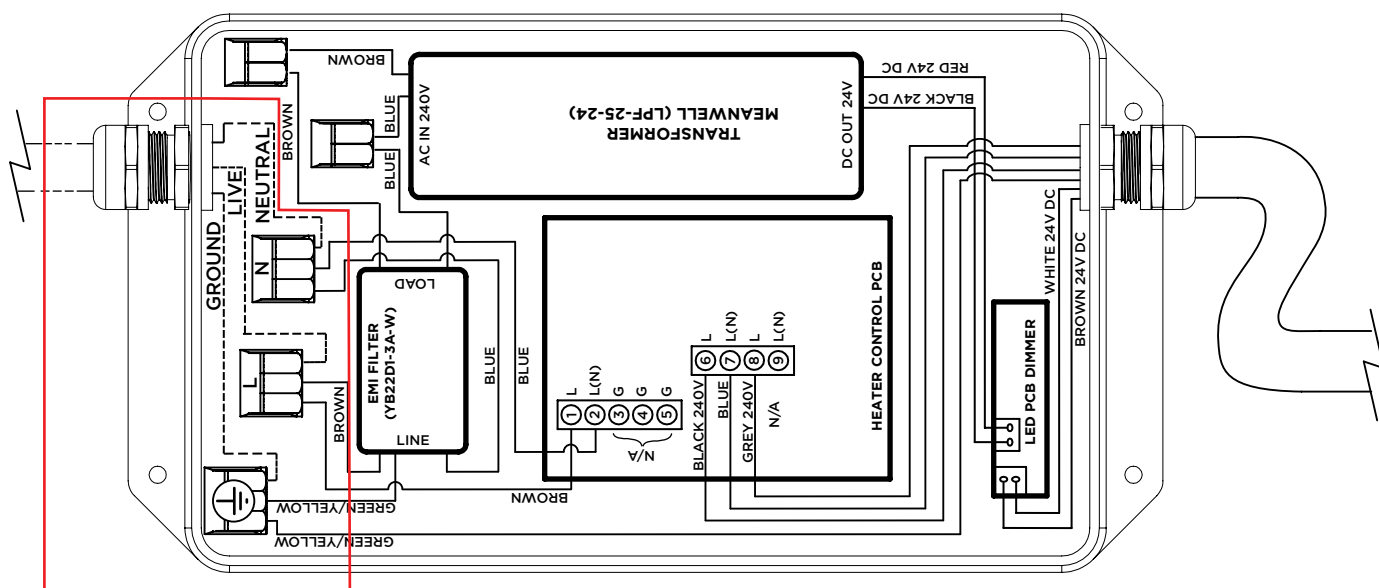 BROWN
BROWN
BLUE
BLUE
AC IN 240V
TRANSFORMER
MEANWELL (LPF-25-24)
DC OUT 24V
RED 24V DC
BLACK 24V DC
GROUND
LIVE
NEUTRAL
N
L
LOAD
EMI FILTER
(YB22D1-3A-W)
LINE
BROWN
BLUE
BLUE
GREEN/YELLOW
GREEN/YELLOW
BROWN
1 L
2 L(N)
3 G
4 G
5 G
N/A
6 L
7 L(N)
8 L
9 L(N)
BLACK 240V
BLUE
GREY 240V
N/A
HEATER CONTROL PCB
LED PCB DIMMER
WHITE 24V DC
BROWN 24V DC